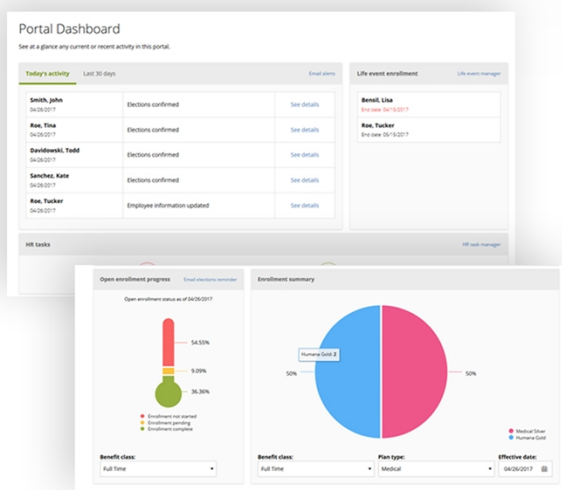 Portal Dashboard
See at a glance any current or recent activity in this portal.
Today's activity
Last 30 days
Email alerts
Smith, John
04/26/2017
Elections confirmed
See details
Roe, Tina
04/26/2017
Elections confirmed
See details
Davidowski, Todd
04/26/2017
Elections confirmed
See details
Sanchez, Kate
04/26/2017
Elections confirmed
See details
Roe, Tucker
04/26/2017
Employee information updated
See details
Life event enrollment
Life event manager
Bensil, Lisa
End date 04/19/2017
Roe, Tucker
End date 05/19/2017
HR tasks
HR task manager
Open enrollment progress
Email elections reminder
Open enrollment status as of 04/26/2017
54.55%
9.09%
36.36%
Enrollment not started
Enrollment pending
Enrollment complete
Benefit class:
Full Time
Enrollment summary
Humana Gold: 2
50%
50%
Medical Silver
Humana Gold
Benefit class:
Full Time
Plan type:
Medical
Effective date:
04/26/2017